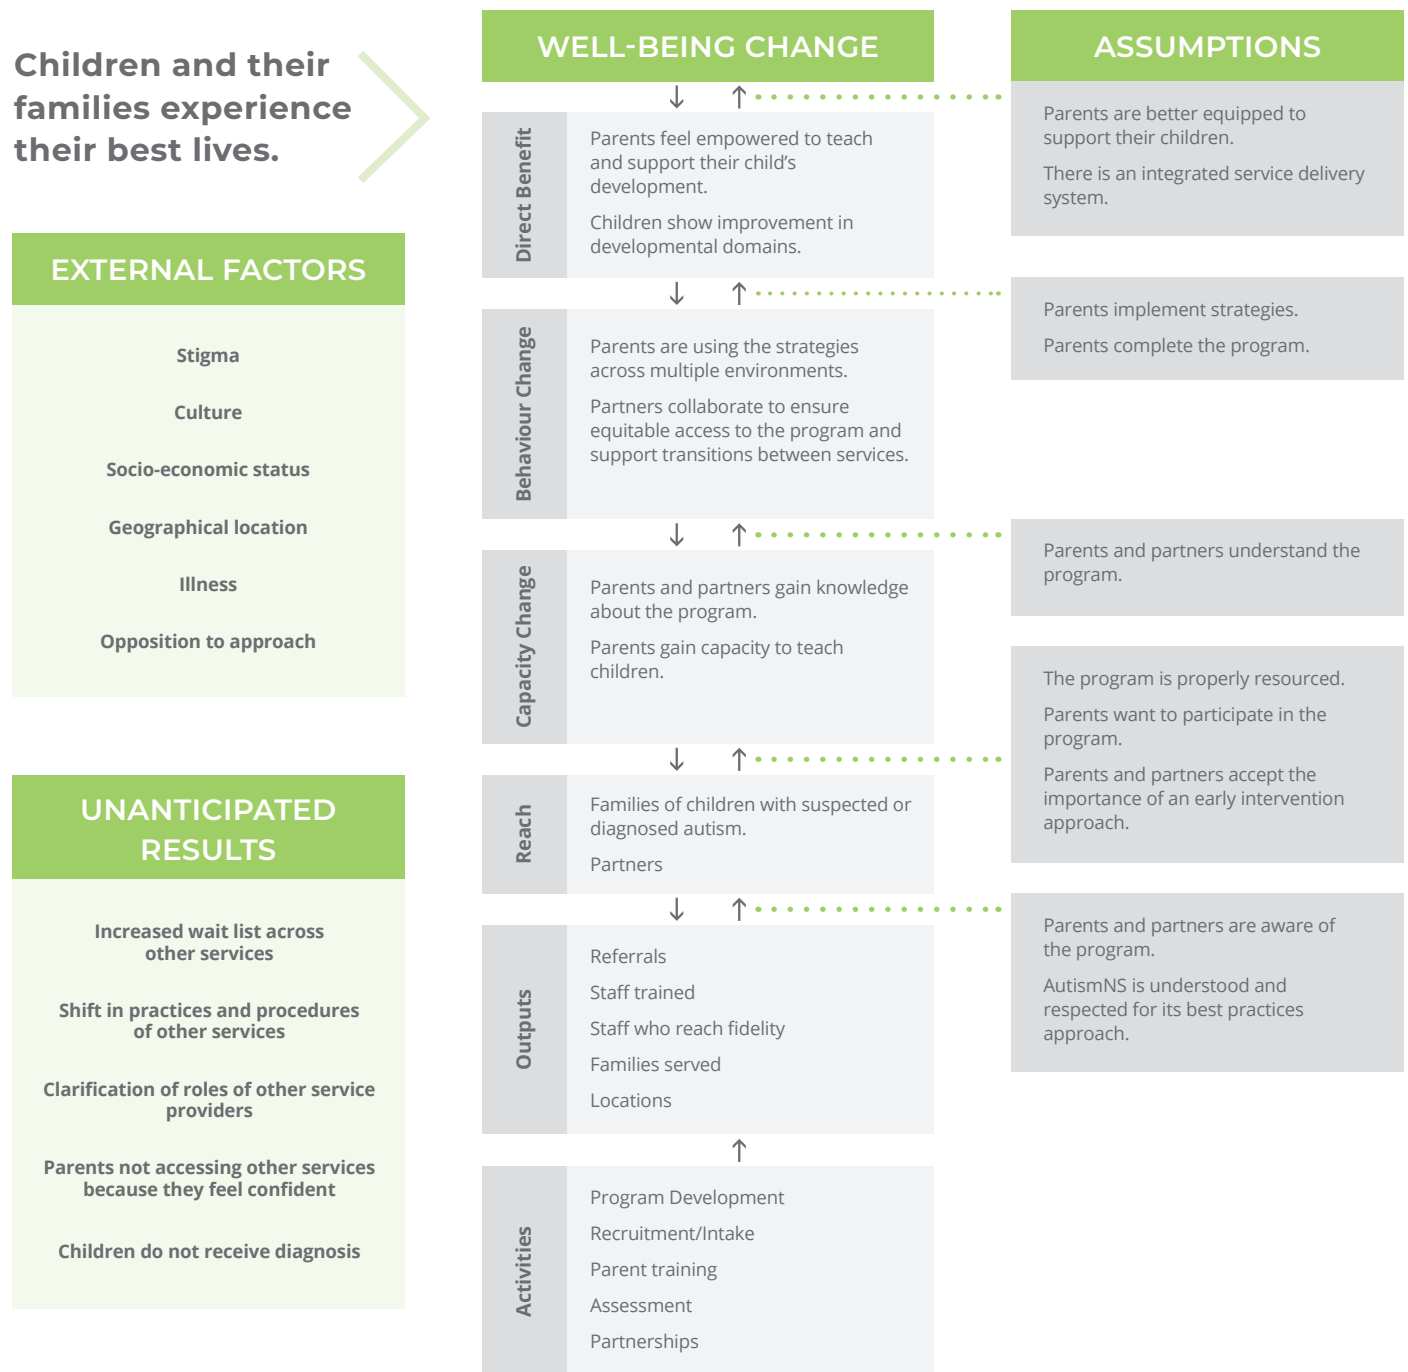 Children and their
families experience
their best lives.
EXTERNAL FACTORS
Stigma
Culture
Socio-economic status
Geographical location
Illness
Opposition to approach
UNANTICIPATED
RESULTS
Increased wait list across
other services
Shift in practices and procedures
of other services
Clarification of roles of other service
providers
Parents not accessing other services
because they feel confident
Children do not receive diagnosis
WELL-BEING CHANGE
Direct Benefit
Parents feel empowered to teach
and support their child’s
development.
Children show improvement in
developmental domains.
Behaviour Change
Parents are using the strategies
across multiple environments.
Partners collaborate to ensure
equitable access to the program and
support transitions between services.
Capacity Change
Parents and partners gain knowledge
about the program.
Parents gain capacity to teach
children.
Reach
Families of children with suspected or
diagnosed autism.
Partners
Outputs
Referrals
Staff trained
Staff who reach fidelity
Families served
Locations
Activities
Program Development
Recruitment/Intake
Parent training
Assessment
Partnerships
ASSUMPTIONS
Parents are better equipped to
support their children.
There is an integrated service delivery
system.
Parents implement strategies.
Parents complete the program.
Parents and partners understand the
program.
The program is properly resourced.
Parents want to participate in the
program.
Parents and partners accept the
importance of an early intervention
approach.
Parents and partners are aware of
the program.
AutismNS is understood and
respected for its best practices
approach.